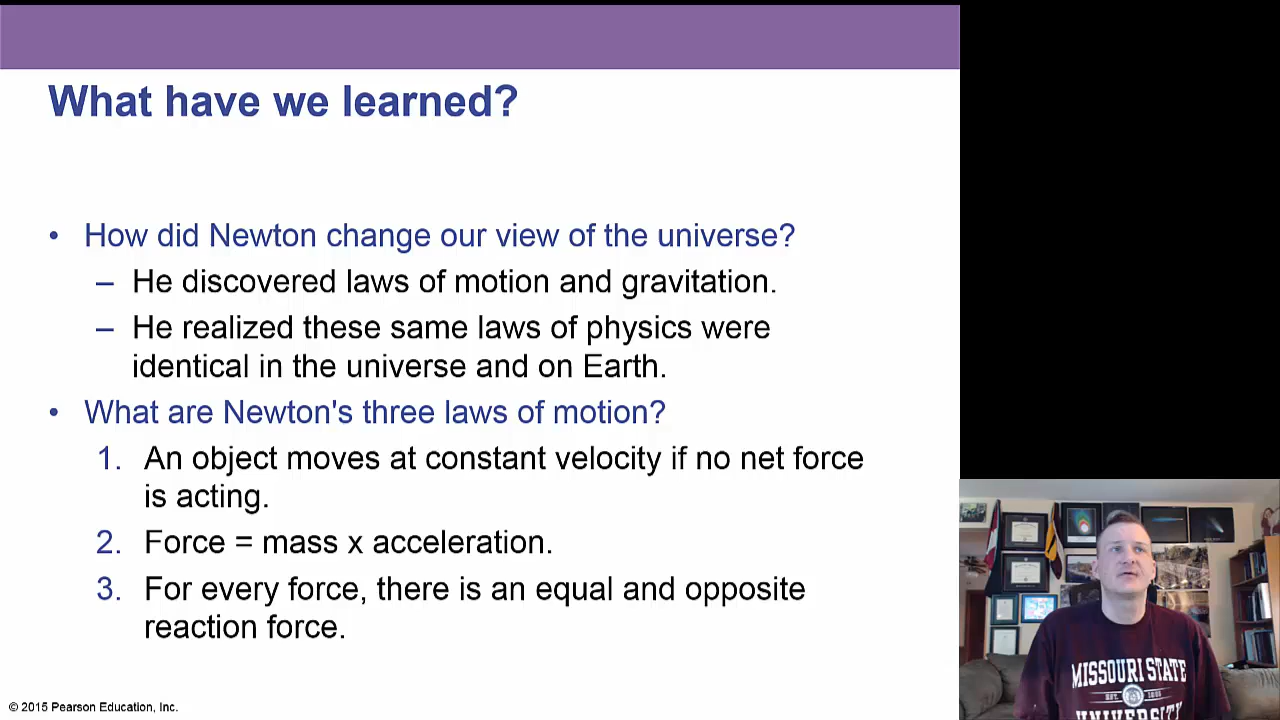 What have we learned?
• How did Newton change our view of the universe?
– He discovered laws of motion and gravitation.
– He realized these same laws of physics were
identical in the universe and on Earth.
• What are Newton's three laws of motion?
1. An object moves at constant velocity if no net force
is acting.
2. Force = mass x acceleration.
3. For every force, there is an equal and opposite
reaction force.
© 2015 Pearson Education, Inc.
MISSOURI STATE
UNIVERSITY